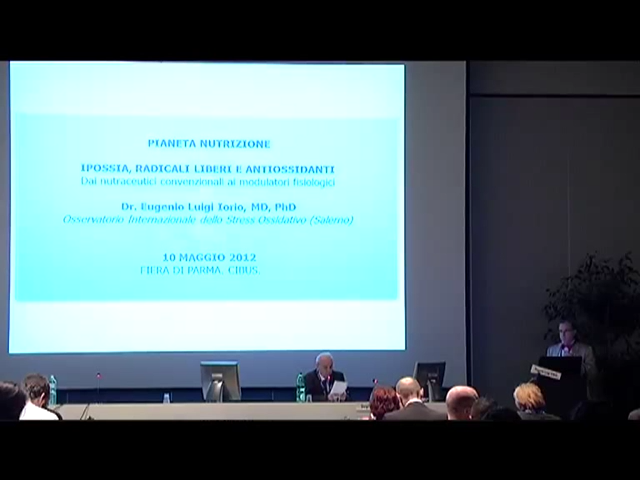 PIANETA NUTRIZIONE
IPOSSIA, RADICALI LIBERI E ANTIOSSIDANTI
Dai nutraceutici convenzionali ai modulatori fisiologici
Dr. Eugenio Luigi Iorio, MD, PhD
Osservatorio Internazionale dello Stress Ossidativo (Salerno)
10 MAGGIO 2012
FIERA DI PARMA. CIBUS.